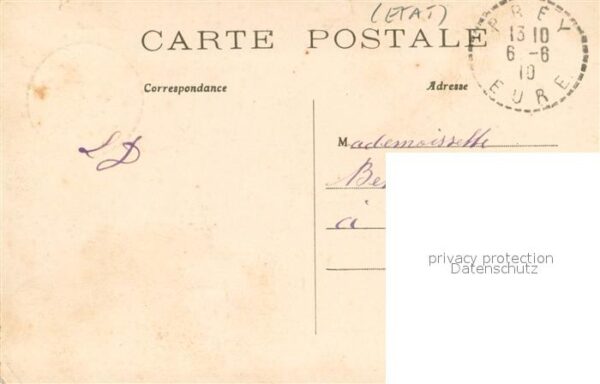 (ETAT)
CARTE POSTALE
PREY
13 10
6 -6
10
EURE
Correspondance
Adresse
LD
Mademoiselle
à
privacy protection
Datenschutz